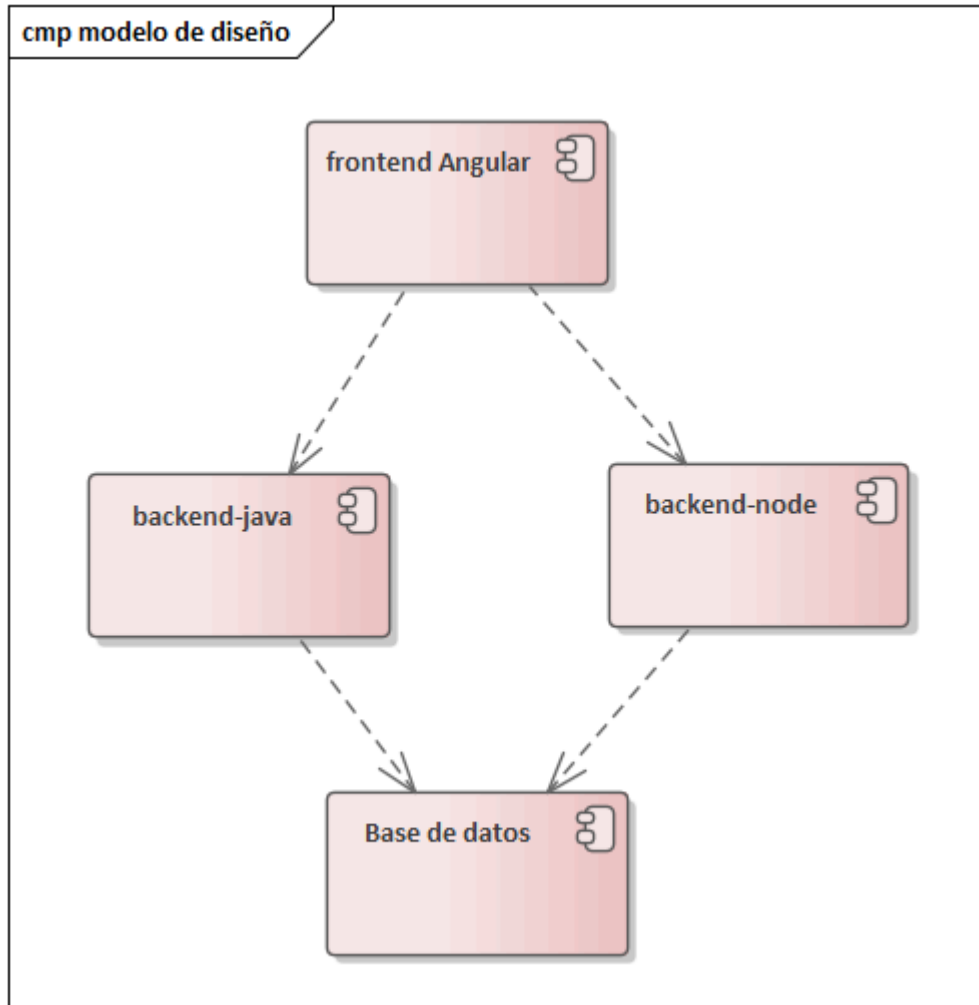 cmp modelo de diseño
frontend Angular
backend-java
backend-node
Base de datos